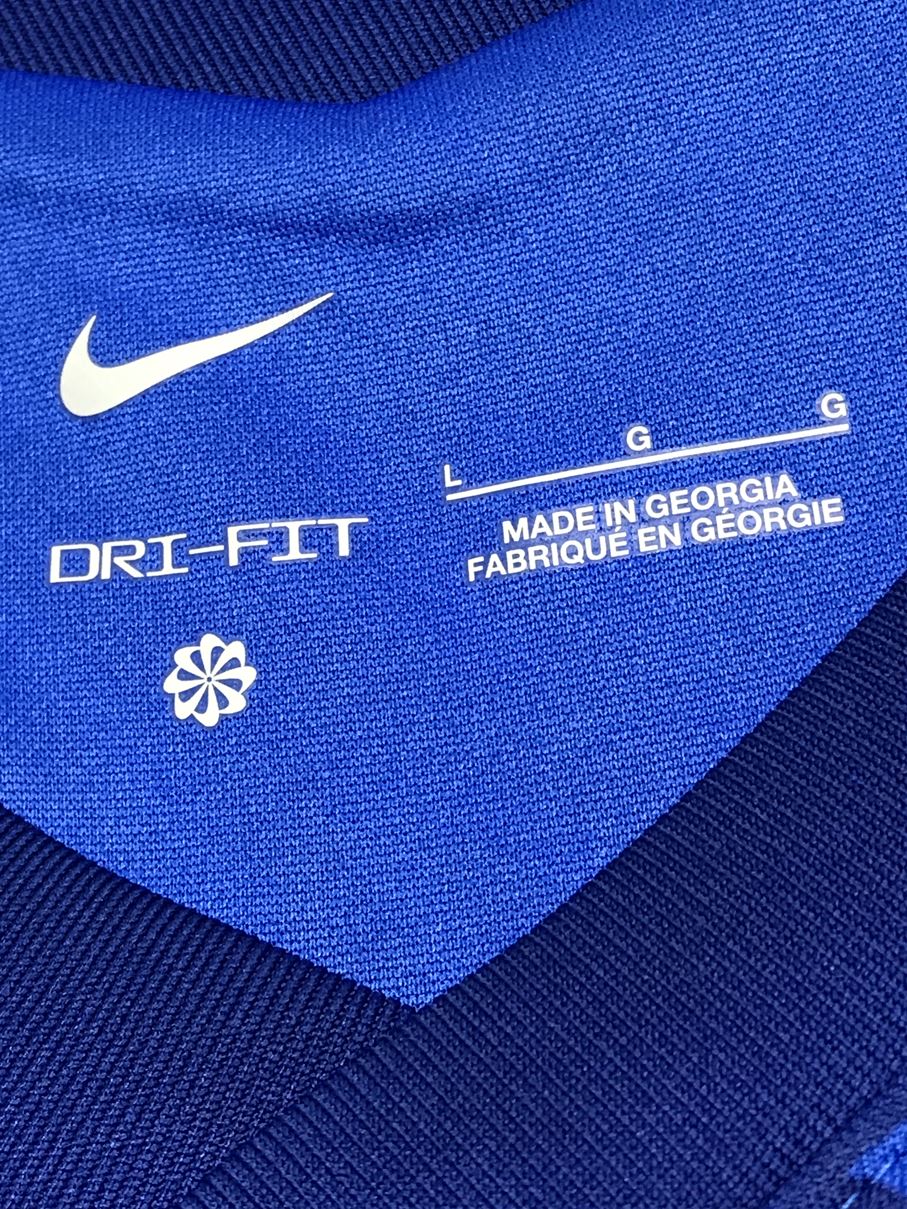 DRI-FIT
L G G
MADE IN GEORGIA
FABRIQUÉ EN GÉORGIE